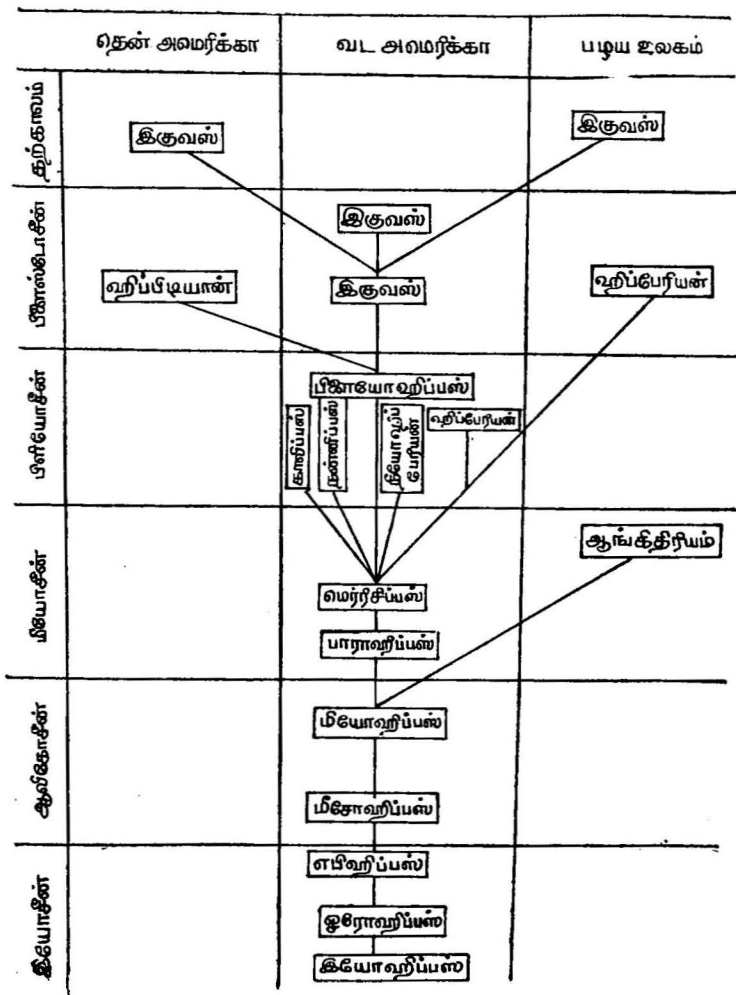 தென் அமெரிக்கா
வட அமெரிக்கா
பழய உலகம்
தற்காலம்
இகுவஸ்
இகுவஸ்
பிளைஸ்டோசீன்
இகுவஸ்
ஹிப்பிடியான்
இகுவஸ்
ஹிப்பேரியன்
பிளியோசீன்
பிளையோஹிப்பஸ்
காலிப்பஸ்
நன்னிப்பஸ்
நியோஹிப்
பேரியன்
ஹிப்பேரியன்
மியோசீன்
ஆங்கிதிரியம்
மெர்ரிசிப்பஸ்
பாராஹிப்பஸ்
ஆலிகோசீன்
மியோஹிப்பஸ்
மீசோஹிப்பஸ்
இயோசீன்
எபிஹிப்பஸ்
ஓரோஹிப்பஸ்
இயோஹிப்பஸ்